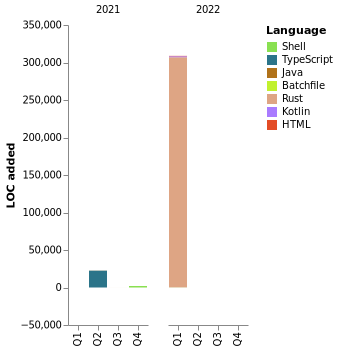 2021 2022
350,000
300,000
250,000
200,000
150,000
100,000
50,000
0
−50,000
LOC added
Q1 Q2 Q3 Q4 Q1 Q2 Q3 Q4
Language
Shell
TypeScript
Java
Batchfile
Rust
Kotlin
HTML